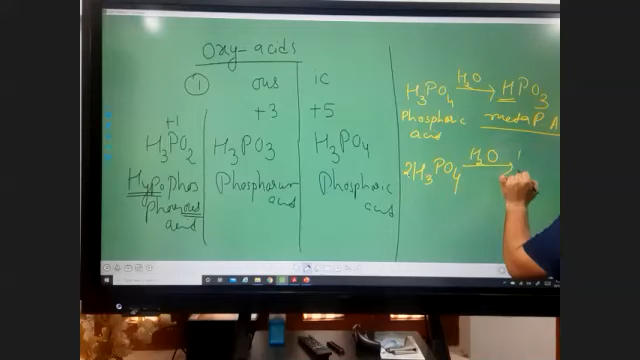 Oxy-acids
① ous ic
+1 +3 +5
H₃PO₂ H₃PO₃ H₃PO₄
Hypophos Phosphorum Phosphoric
phorous acid acid
acid
H₃PO₄ H₂O → HPO₃
Phosphoric metaP A
acid
2H₃PO₄ H₂O →